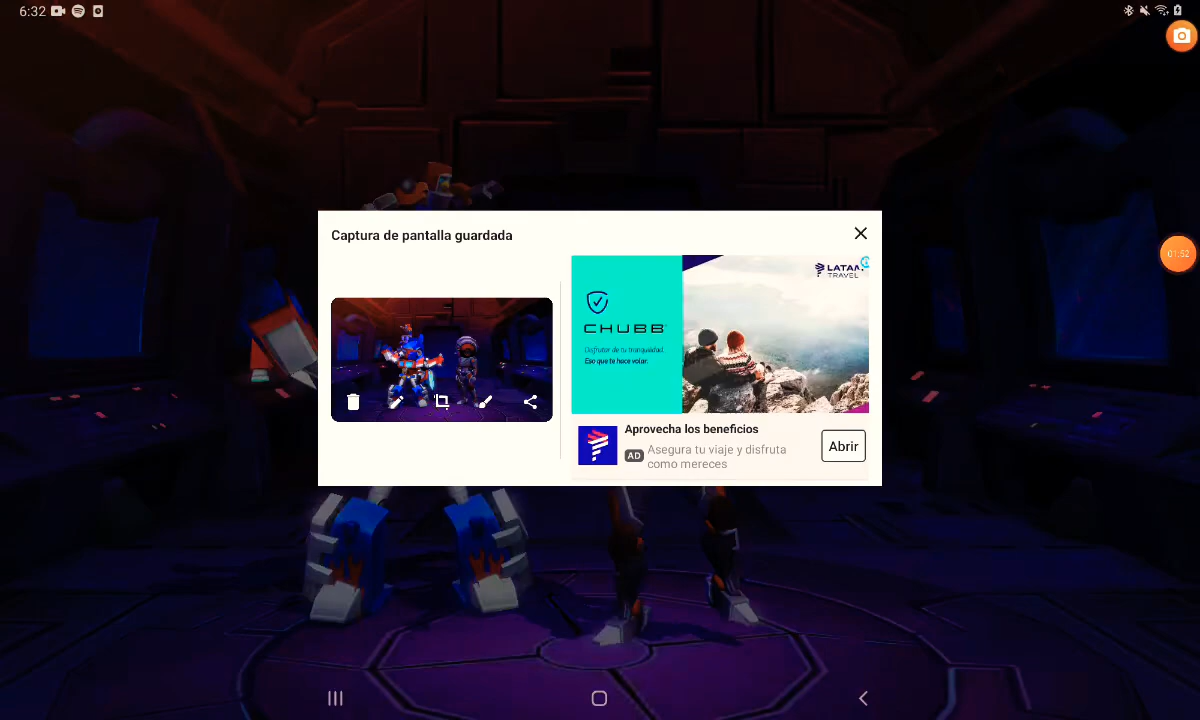 6:32
Captura de pantalla guardada
LATAM
TRAVEL
CHUBB
Disfrutar de tu tranquilidad.
Eso que te hace volar.
Aprovecha los beneficios
AD Asegura tu viaje y disfruta
como mereces
Abrir
01:52